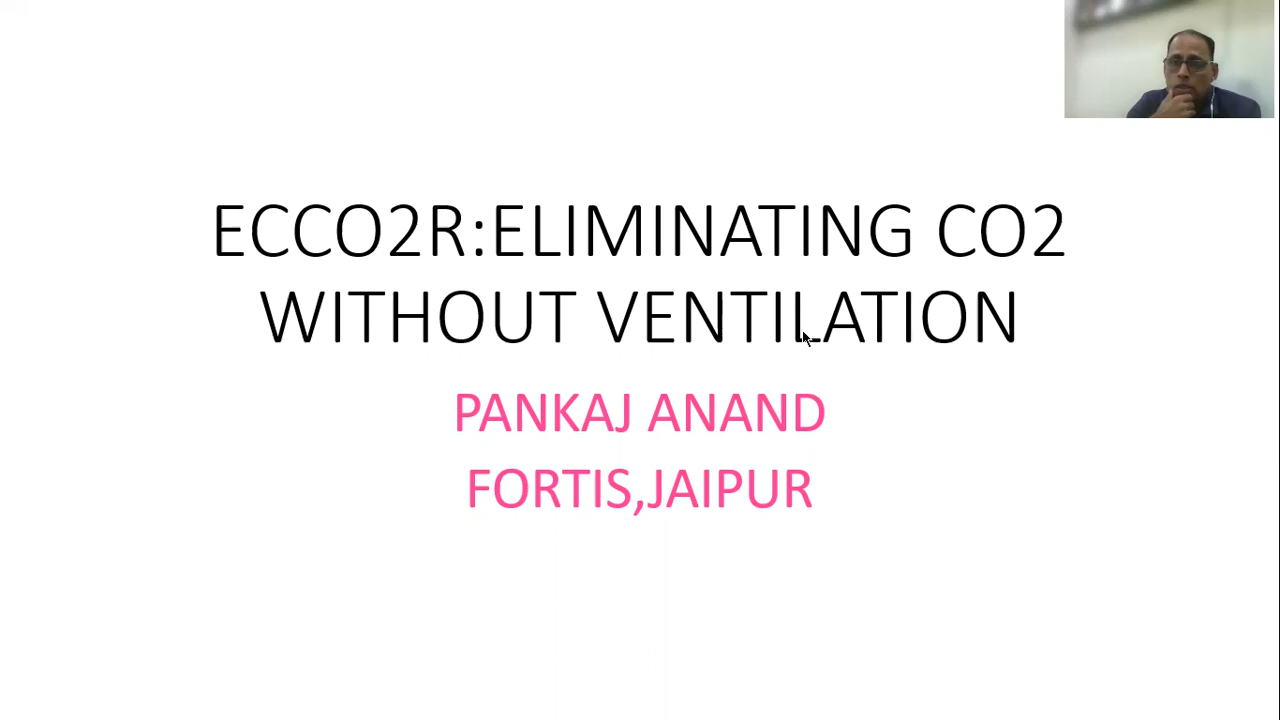 ECCO2R:ELIMINATING CO2
WITHOUT VENTILATION
PANKAJ ANAND
FORTIS,JAIPUR